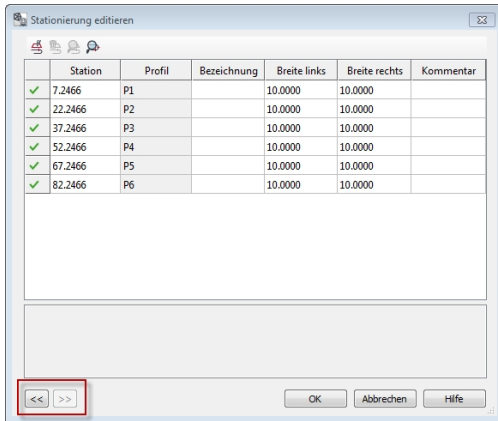 Stationierung editieren
Station Profil Bezeichnung Breite links Breite rechts Kommentar
7.2466 P1 10.0000 10.0000
22.2466 P2 10.0000 10.0000
37.2466 P3 10.0000 10.0000
52.2466 P4 10.0000 10.0000
67.2466 P5 10.0000 10.0000
82.2466 P6 10.0000 10.0000
<< >> OK Abbrechen Hilfe